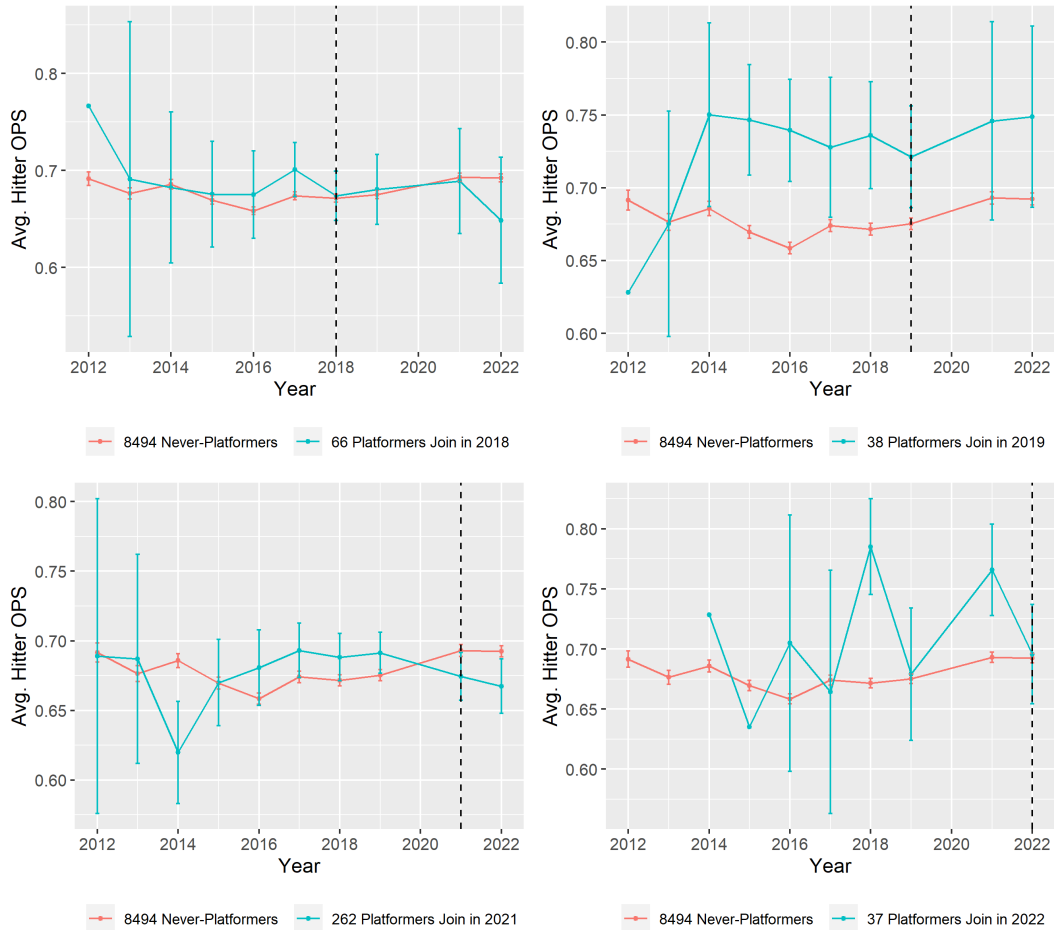 Avg. Hitter OPS
0.8
0.7
0.6
2012 2014 2016 2018 2020 2022
Year
8494 Never-Platformers 66 Platformers Join in 2018
Avg. Hitter OPS
0.80
0.75
0.70
0.65
0.60
2012 2014 2016 2018 2020 2022
Year
8494 Never-Platformers 38 Platformers Join in 2019
Avg. Hitter OPS
0.80
0.75
0.70
0.65
0.60
2012 2014 2016 2018 2020 2022
Year
8494 Never-Platformers 262 Platformers Join in 2021
Avg. Hitter OPS
0.80
0.75
0.70
0.65
0.60
2012 2014 2016 2018 2020 2022
Year
8494 Never-Platformers 37 Platformers Join in 2022